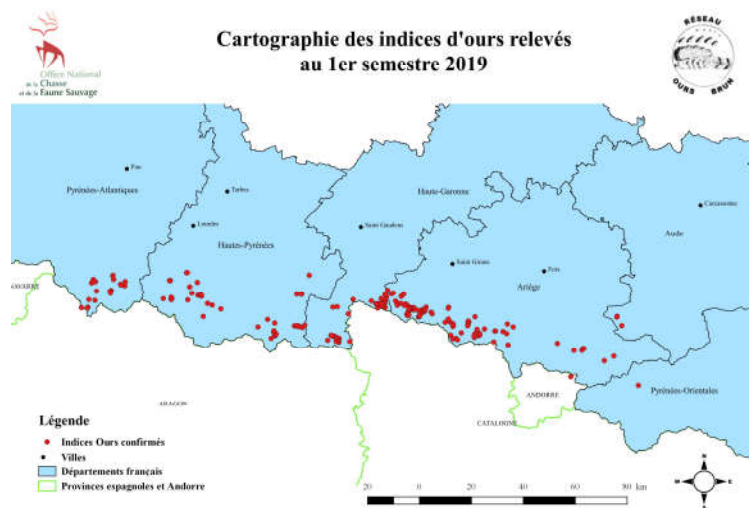 Cartographie des indices d'ours relevés
au 1er semestre 2019
Office National
de la Chasse
et de la Faune Sauvage
RÉSEAU
OURS BRUN
Pau
Pyrénées-Atlantiques
Tarbes
Lourdes
Hautes-Pyrénées
Haute-Garonne
Saint Gaudens
Saint Girons
Foix
Ariège
Carcassonne
Aude
NAVARRE
ARAGON
ANDORRE
CATALOGNE
Pyrénées-Orientales
Légende
Indices Ours confirmés
Villes
Départements français
Provinces espagnoles et Andorre
20 0 20 40 60 80 km
N
E
S